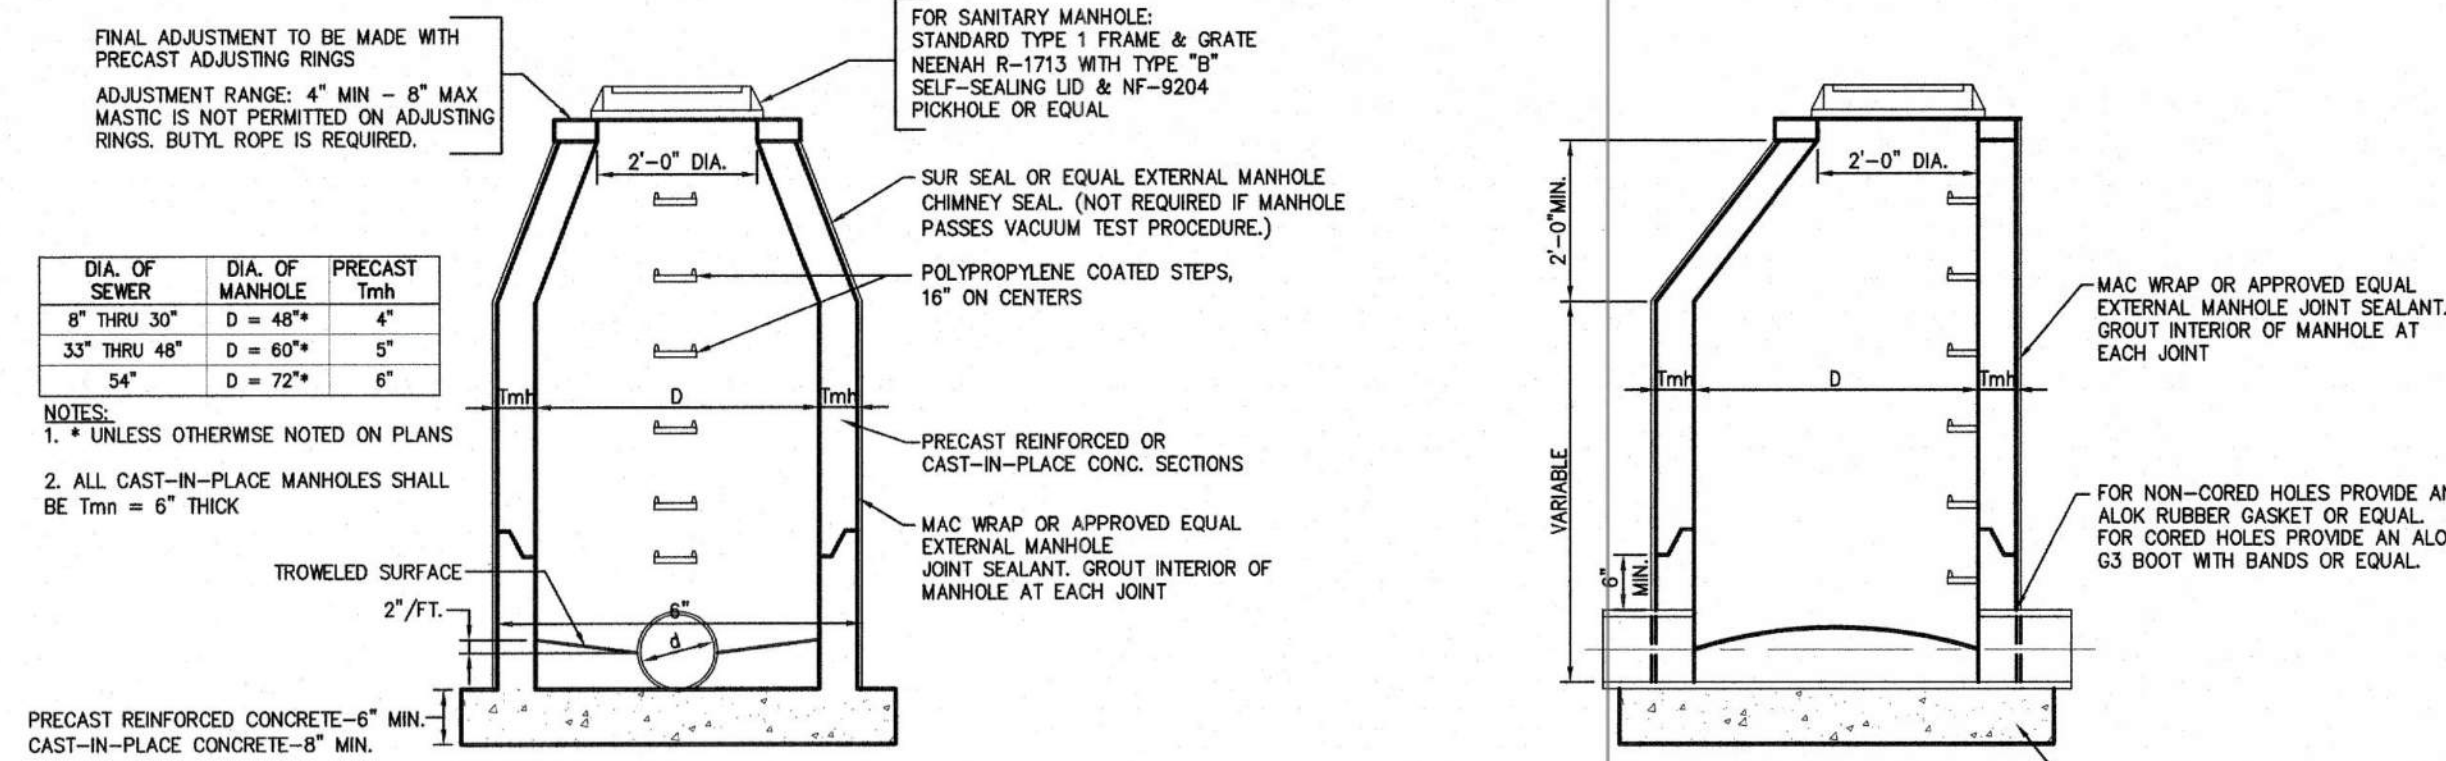 FINAL ADJUSTMENT TO BE MADE WITH
PRECAST ADJUSTING RINGS
ADJUSTMENT RANGE: 4" MIN - 8" MAX
MASTIC IS NOT PERMITTED ON ADJUSTING
RINGS. BUTYL ROPE IS REQUIRED.
FOR SANITARY MANHOLE:
STANDARD TYPE 1 FRAME & GRATE
NEENAH R-1713 WITH TYPE "B"
SELF-SEALING LID & NF-9204
PICKHOLE OR EQUAL
2'-0" DIA.
SUR SEAL OR EQUAL EXTERNAL MANHOLE
CHIMNEY SEAL. (NOT REQUIRED IF MANHOLE
PASSES VACUUM TEST PROCEDURE.)
POLYPROPYLENE COATED STEPS,
16" ON CENTERS
DIA. OF SEWER DIA. OF MANHOLE PRECAST Tmh
8" THRU 30" D = 48"* 4"
33" THRU 48" D = 60"* 5"
54" D = 72"* 6"
NOTES:
1. * UNLESS OTHERWISE NOTED ON PLANS
2. ALL CAST-IN-PLACE MANHOLES SHALL
BE Tmn = 6" THICK
Tmh D Tmh
PRECAST REINFORCED OR
CAST-IN-PLACE CONC. SECTIONS
MAC WRAP OR APPROVED EQUAL
EXTERNAL MANHOLE
JOINT SEALANT. GROUT INTERIOR OF
MANHOLE AT EACH JOINT
TROWELED SURFACE
2"/FT.
6"
d
PRECAST REINFORCED CONCRETE-6" MIN.
CAST-IN-PLACE CONCRETE-8" MIN.
2'-0" DIA.
2'-0"MIN.
MAC WRAP OR APPROVED EQUAL
EXTERNAL MANHOLE JOINT SEALANT.
GROUT INTERIOR OF MANHOLE AT
EACH JOINT
Tmh D Tmh
VARIABLE
6"
MIN.
FOR NON-CORED HOLES PROVIDE AN
ALOK RUBBER GASKET OR EQUAL.
FOR CORED HOLES PROVIDE AN ALO
G3 BOOT WITH BANDS OR EQUAL.